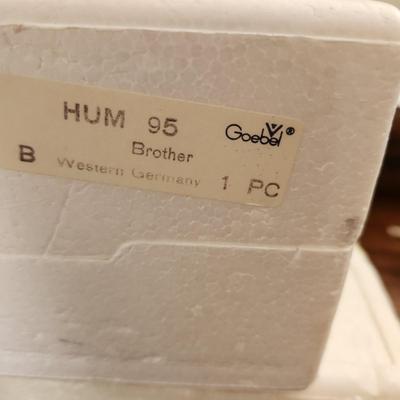 HUM 95 Goebel®
Brother
B Western Germany 1 PC